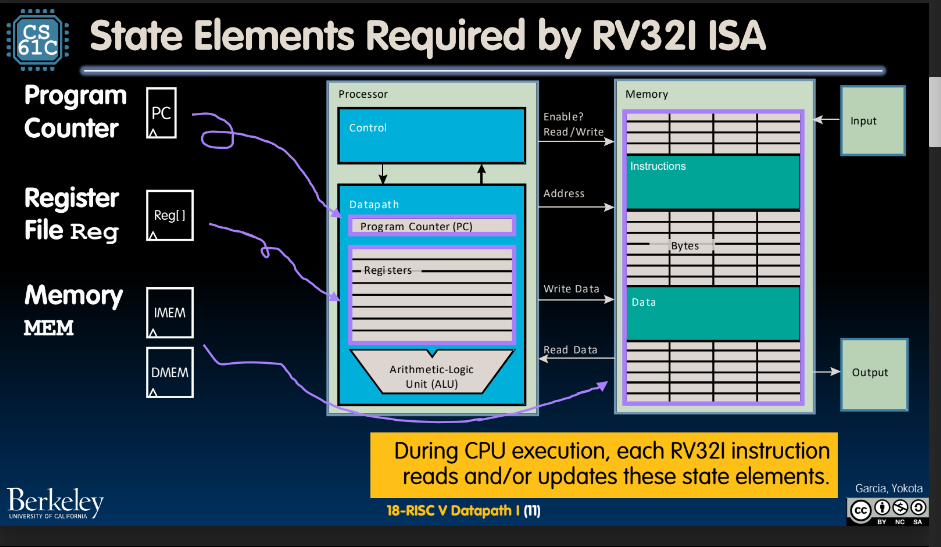 CS
61C
State Elements Required by RV32I ISA
Program
Counter
PC
Register
File Reg
Reg[ ]
Memory
MEM
IMEM
DMEM
Processor
Control
Datapath
Program Counter (PC)
Registers
Arithmetic-Logic
Unit (ALU)
Enable?
Read/Write
Address
Write Data
Read Data
Memory
Instructions
Bytes
Data
Input
Output
During CPU execution, each RV32I instruction
reads and/or updates these state elements.
Berkeley
UNIVERSITY OF CALIFORNIA
18-RISC V Datapath I (11)
Garcia, Yokota
cc
BY NC SA